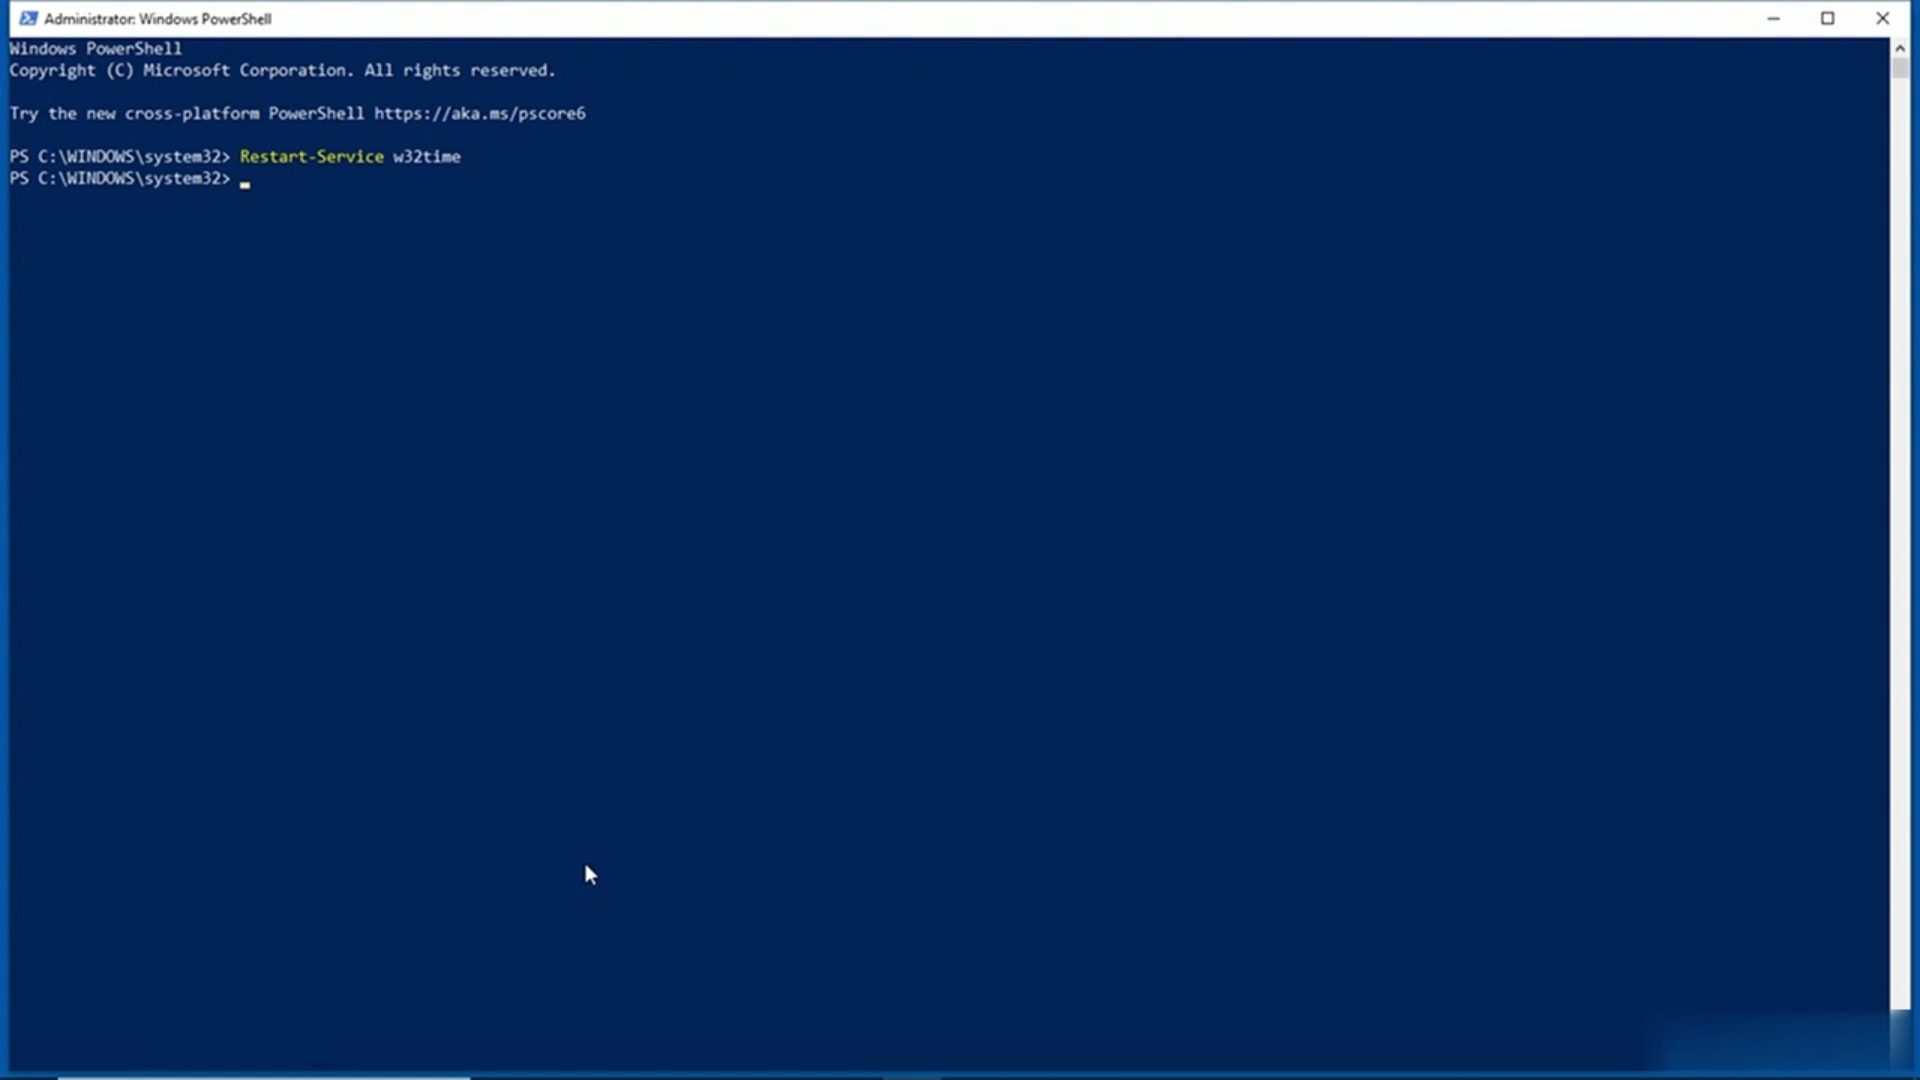 Administrator: Windows PowerShell
Windows PowerShell
Copyright (C) Microsoft Corporation. All rights reserved.
Try the new cross-platform PowerShell https://aka.ms/pscore6
PS C:\WINDOWS\system32> Restart-Service w32time
PS C:\WINDOWS\system32>